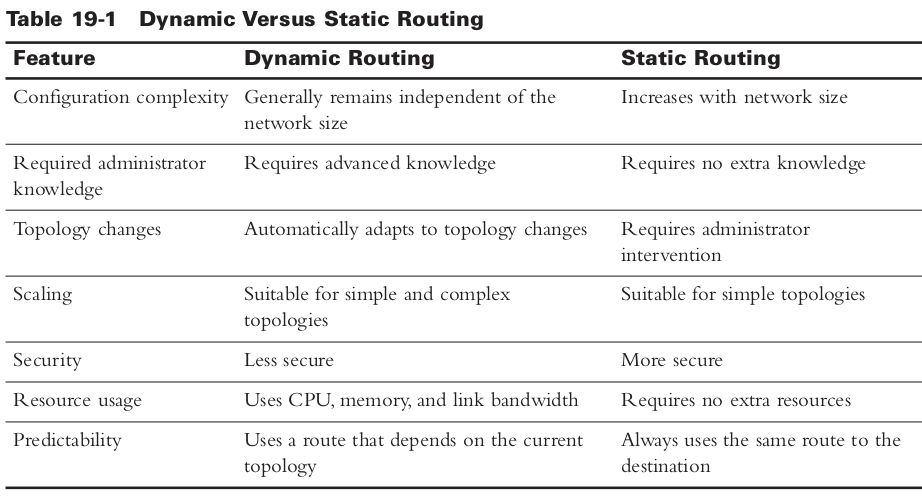 Table 19-1 Dynamic Versus Static Routing
Feature Dynamic Routing Static Routing
Configuration complexity Generally remains independent of the Increases with network size
network size
Required administrator Requires advanced knowledge Requires no extra knowledge
knowledge
Topology changes Automatically adapts to topology changes Requires administrator
intervention
Scaling Suitable for simple and complex Suitable for simple topologies
topologies
Security Less secure More secure
Resource usage Uses CPU, memory, and link bandwidth Requires no extra resources
Predictability Uses a route that depends on the current Always uses the same route to the
topology destination